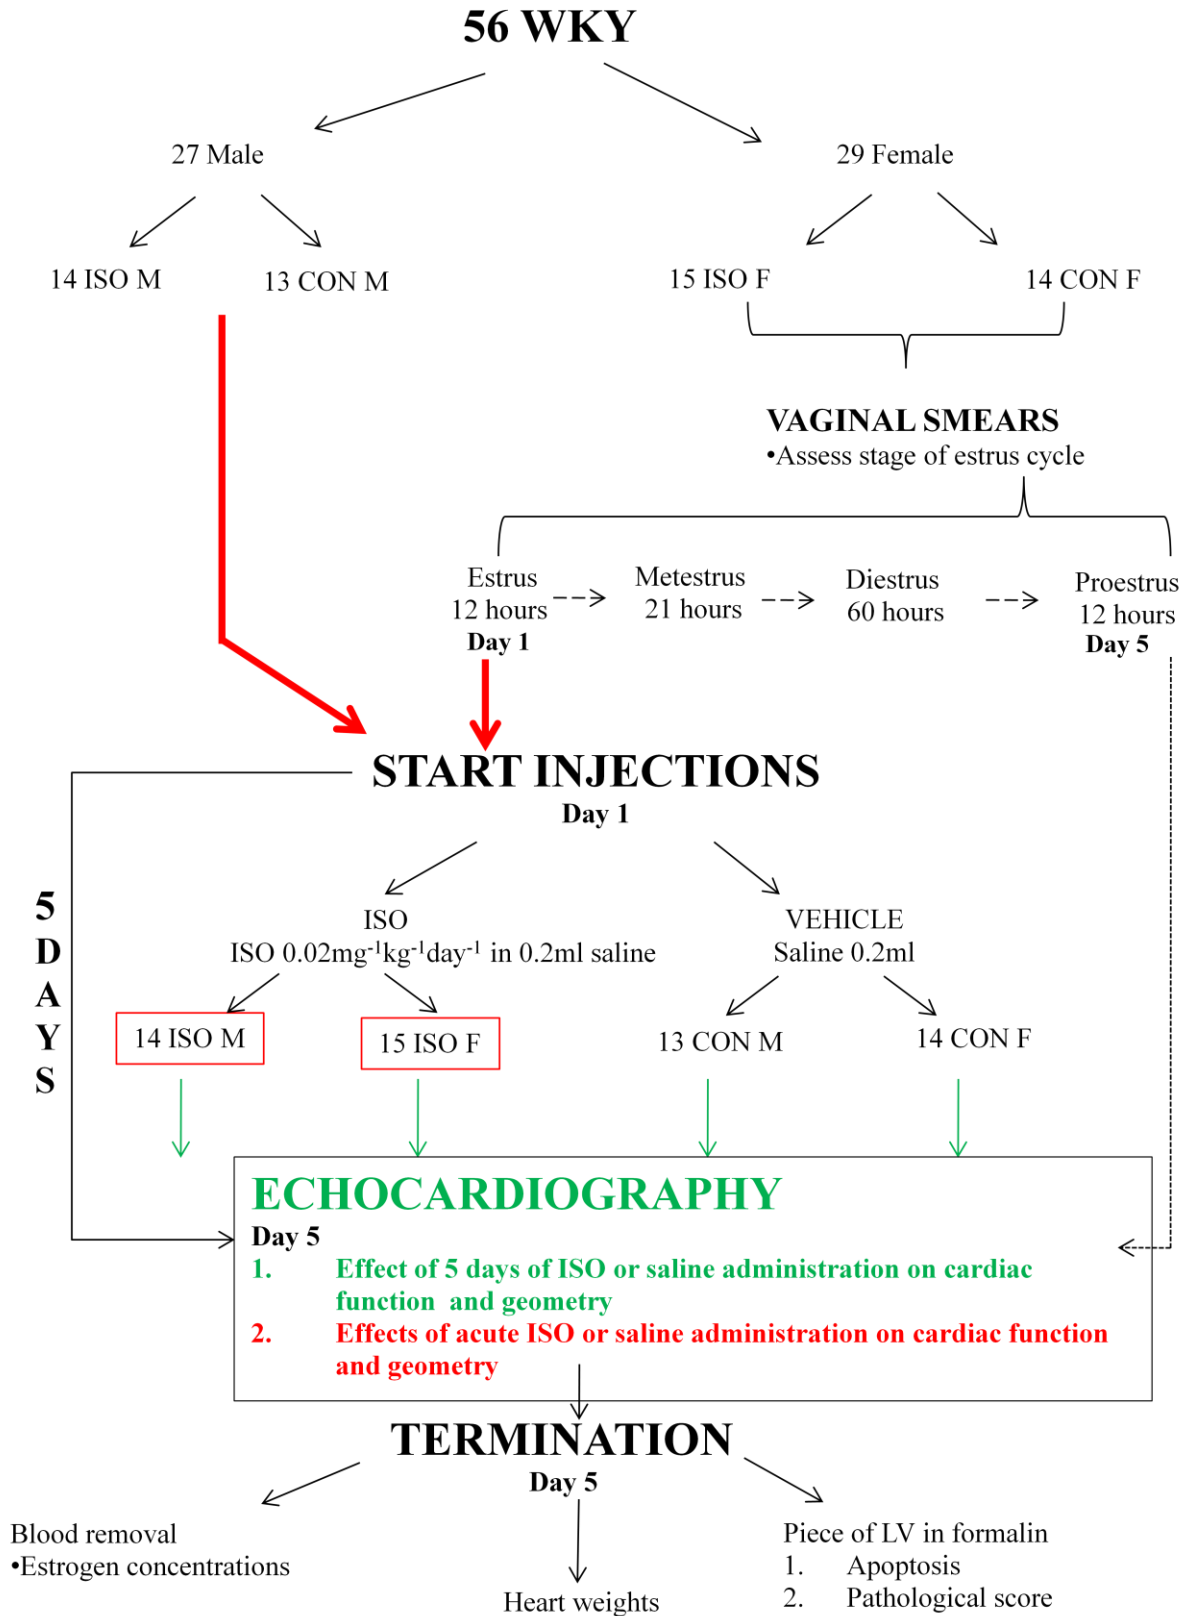 56 WKY
27 Male
29 Female
14 ISO M
13 CON M
15 ISO F
14 CON F
VAGINAL SMEARS
•Assess stage of estrus cycle
Estrus
12 hours
Day 1
Metestrus
21 hours
Diestrus
60 hours
Proestrus
12 hours
Day 5
START INJECTIONS
Day 1
5
D
A
Y
S
ISO
ISO 0.02mg⁻¹kg⁻¹day⁻¹ in 0.2ml saline
VEHICLE
Saline 0.2ml
14 ISO M
15 ISO F
13 CON M
14 CON F
ECHOCARDIOGRAPHY
Day 5
1. Effect of 5 days of ISO or saline administration on cardiac
function and geometry
2. Effects of acute ISO or saline administration on cardiac function
and geometry
TERMINATION
Day 5
Blood removal
•Estrogen concentrations
Heart weights
Piece of LV in formalin
1. Apoptosis
2. Pathological score